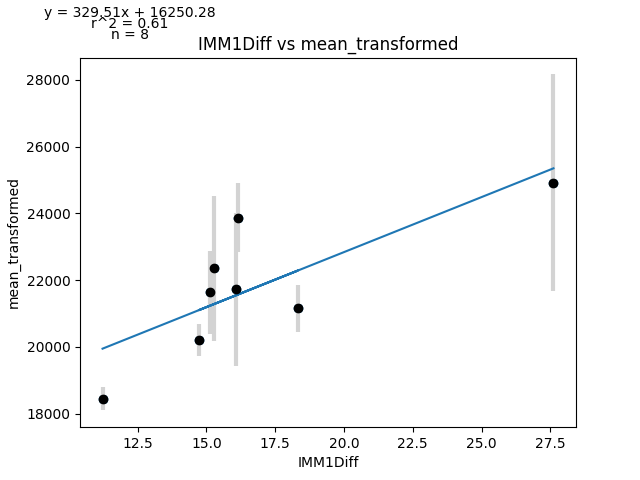 y = 329.51x + 16250.28
r^2 = 0.61
n = 8
IMM1Diff vs mean_transformed
28000
26000
24000
22000
20000
18000
mean_transformed
12.5 15.0 17.5 20.0 22.5 25.0 27.5
IMM1Diff